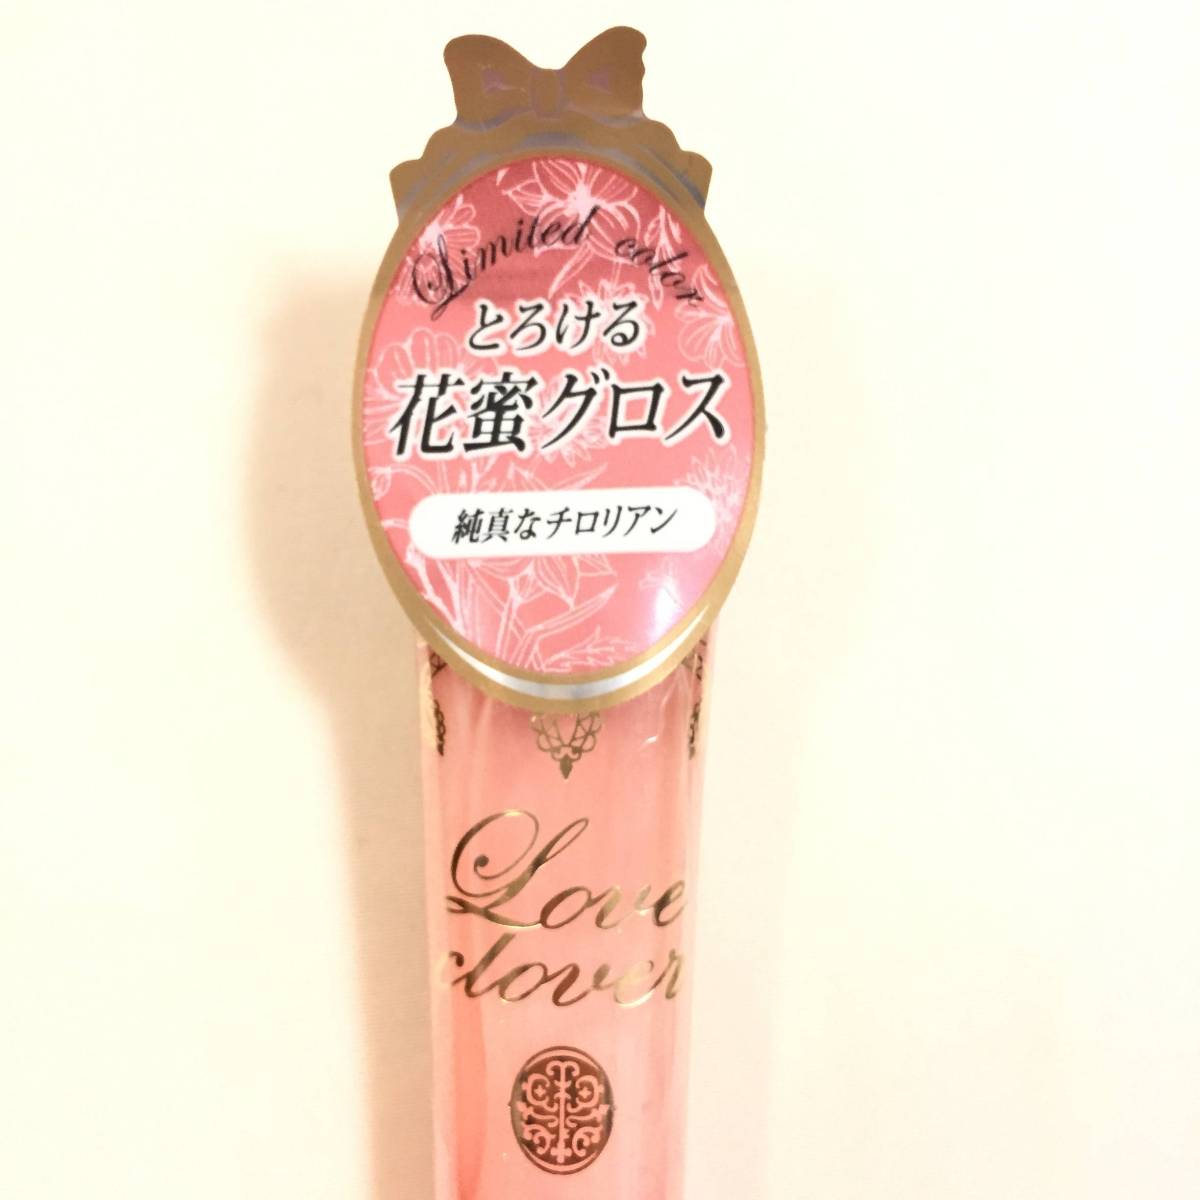 Limited color
とろける
花蜜グロス
純真なチロリアン
Love
clover